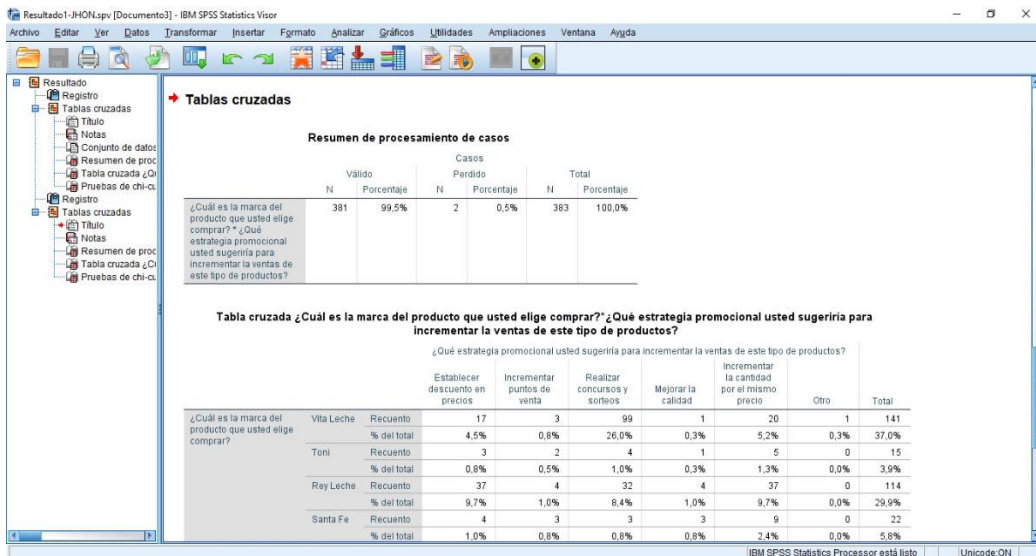 Resultado1-JHON.spv [Documento3] - IBM SPSS Statistics Visor
Archivo Editar Ver Datos Transformar Insertar Formato Analizar Gráficos Utilidades Ampliaciones Ventana Ayuda
Resultado
Registro
Tablas cruzadas
Título
Notas
Conjunto de datos
Resumen de proc
Tabla cruzada ¿Q
Pruebas de chi-cu
Registro
Tablas cruzadas
Título
Notas
Resumen de proc
Tabla cruzada ¿C
Pruebas de chi-cu
Tablas cruzadas
Resumen de procesamiento de casos
Casos
Válido Perdido Total
N Porcentaje N Porcentaje N Porcentaje
¿Cuál es la marca del 381 99,5% 2 0,5% 383 100,0%
producto que usted elige
comprar? * ¿Qué
estrategia promocional
usted sugeriría para
incrementar la ventas de
este tipo de productos?
Tabla cruzada ¿Cuál es la marca del producto que usted elige comprar?*¿Qué estrategia promocional usted sugeriría para
incrementar la ventas de este tipo de productos?
¿Qué estrategia promocional usted sugeriría para incrementar la ventas de este tipo de productos?
Establecer descuento en precios Incrementar puntos de venta Realizar concursos y sorteos Mejorar la calidad Incrementar la cantidad por el mismo precio Otro Total
¿Cuál es la marca del Vita Leche Recuento 17 3 99 1 20 1 141
producto que usted elige % del total 4,5% 0,8% 26,0% 0,3% 5,2% 0,3% 37,0%
comprar?
Toni Recuento 3 2 4 1 5 0 15
% del total 0,8% 0,5% 1,0% 0,3% 1,3% 0,0% 3,9%
Rey Leche Recuento 37 4 32 4 37 0 114
% del total 9,7% 1,0% 8,4% 1,0% 9,7% 0,0% 29,9%
Santa Fe Recuento 4 3 3 3 9 0 22
% del total 1,0% 0,8% 0,8% 0,8% 2,4% 0,0% 5,8%
IBM SPSS Statistics Processor está listo Unicode:ON